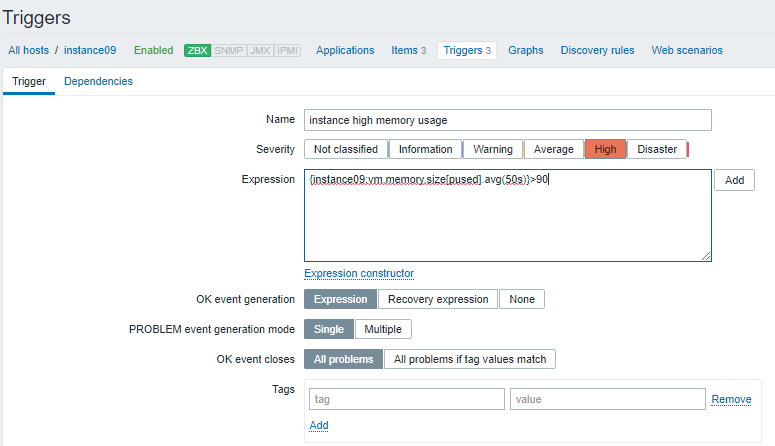 Triggers
All hosts / instance09 Enabled ZBX SNMP JMX IPMI Applications Items 3 Triggers 3 Graphs Discovery rules Web scenarios
Trigger Dependencies
Name instance high memory usage
Severity Not classified Information Warning Average High Disaster
Expression {instance09:vm.memory.size[pused].avg(50s)}>90 Add
Expression constructor
OK event generation Expression Recovery expression None
PROBLEM event generation mode Single Multiple
OK event closes All problems All problems if tag values match
Tags tag value Remove
Add